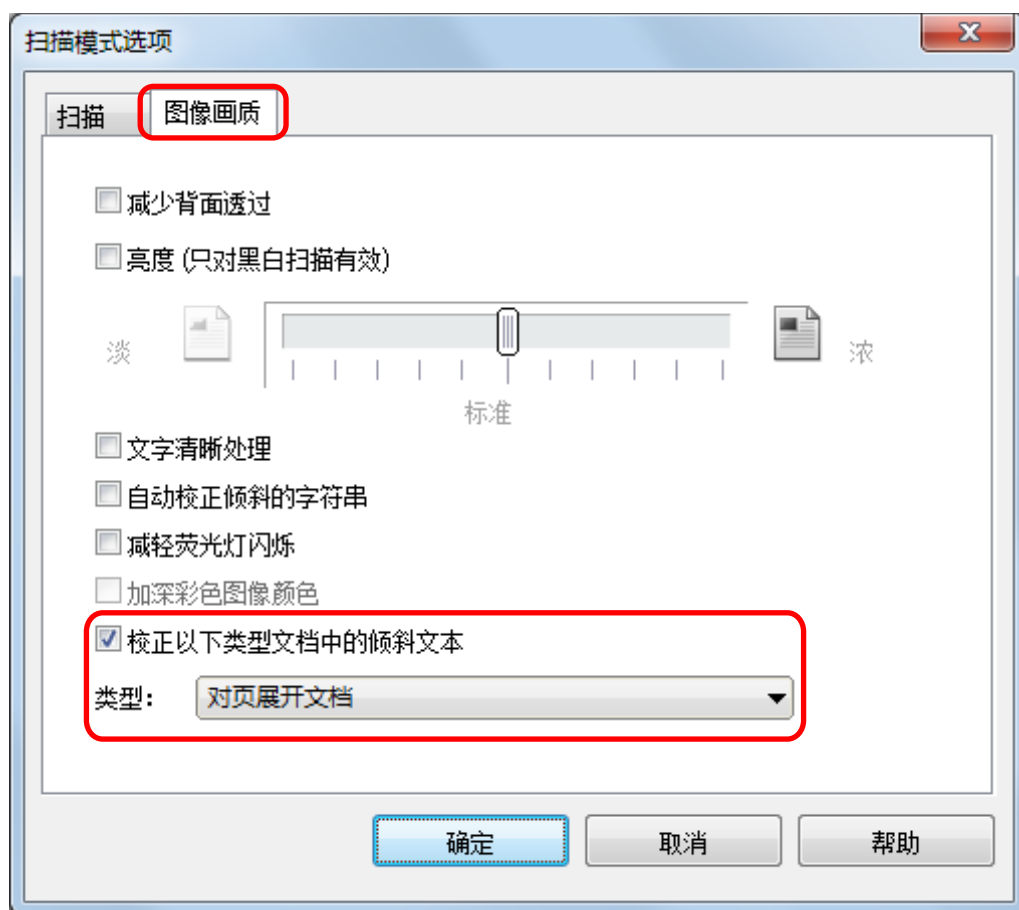 扫描模式选项
扫描 图像画质
减少背面透过
亮度 (只对黑白扫描有效)
淡 浓
标准
文字清晰处理
自动校正倾斜的字符串
减轻荧光灯闪烁
加深彩色图像颜色
校正以下类型文档中的倾斜文本
类型： 对页展开文档
确定 取消 帮助